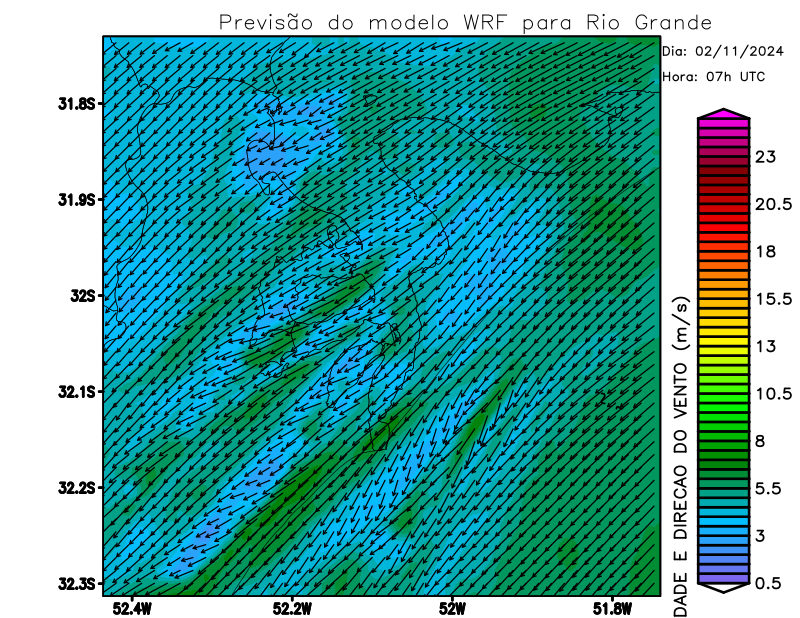 Previsão do modelo WRF para Rio Grande
Dia: 02/11/2024
Hora: 07h UTC
31.8S
31.9S
32S
32.1S
32.2S
32.3S
52.4W
52.2W
52W
51.8W
23
20.5
18
15.5
13
10.5
8
5.5
3
0.5
DADE E DIRECAO DO VENTO (m/s)